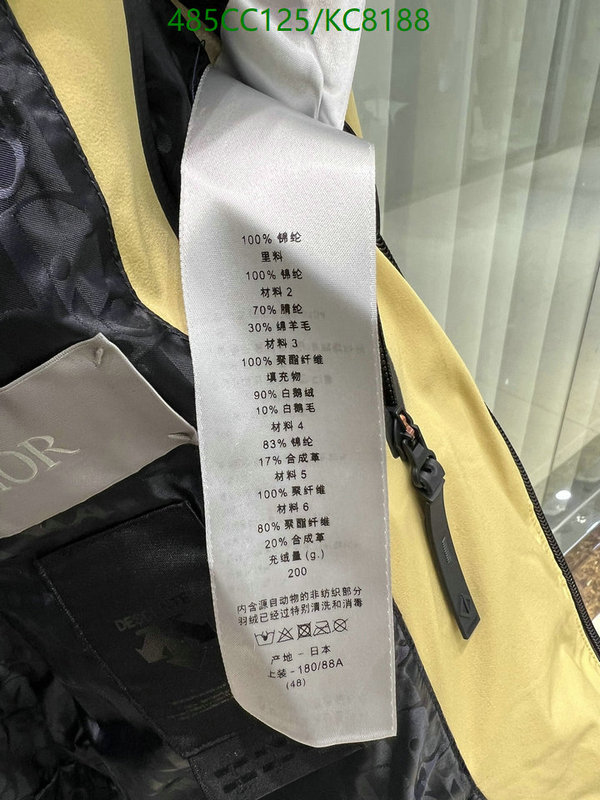 485CC125/KC8188
100% 锦纶
里料
100% 锦纶
材料 2
70% 腈纶
30% 绵羊毛
材料 3
100% 聚酯纤维
填充物
90% 白鹅绒
10% 白鹅毛
材料 4
83% 锦纶
17% 合成革
材料 5
100% 聚纤维
材料 6
80% 聚酯纤维
20% 合成革
充绒量(g.)
200
内含源自动物的非纺织部分
羽绒已经过特别清洗和消毒
产地 - 日本
上装 - 180/88A
(48)
IOR
DES